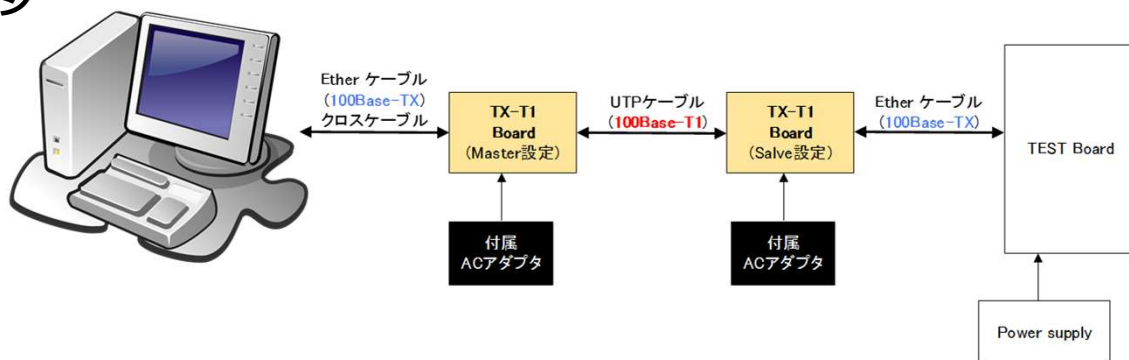 Ether ケーブル
（100Base-TX）
クロスケーブル
TX-T1
Board
（Master設定）
付属
ACアダプタ
UTPケーブル
（100Base-T1）
TX-T1
Board
（Salve設定）
付属
ACアダプタ
Ether ケーブル
（100Base-TX）
TEST Board
Power supply